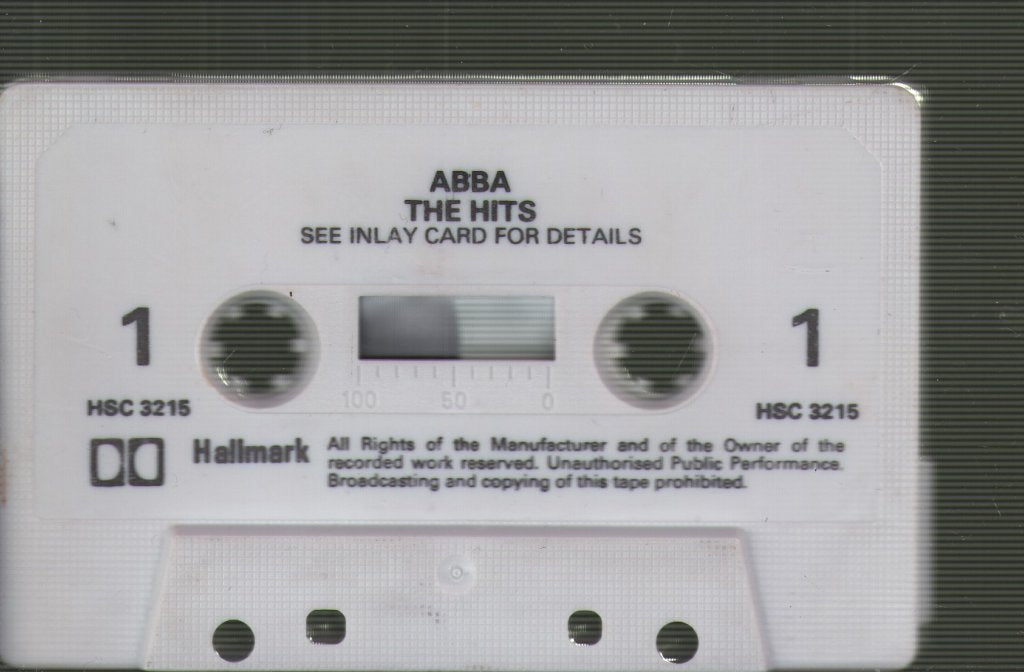 ABBA
THE HITS
SEE INLAY CARD FOR DETAILS
1
1
100 50 0
HSC 3215
HSC 3215
Hallmark
All Rights of the Manufacturer and of the Owner of the
recorded work reserved. Unauthorised Public Performance.
Broadcasting and copying of this tape prohibited.